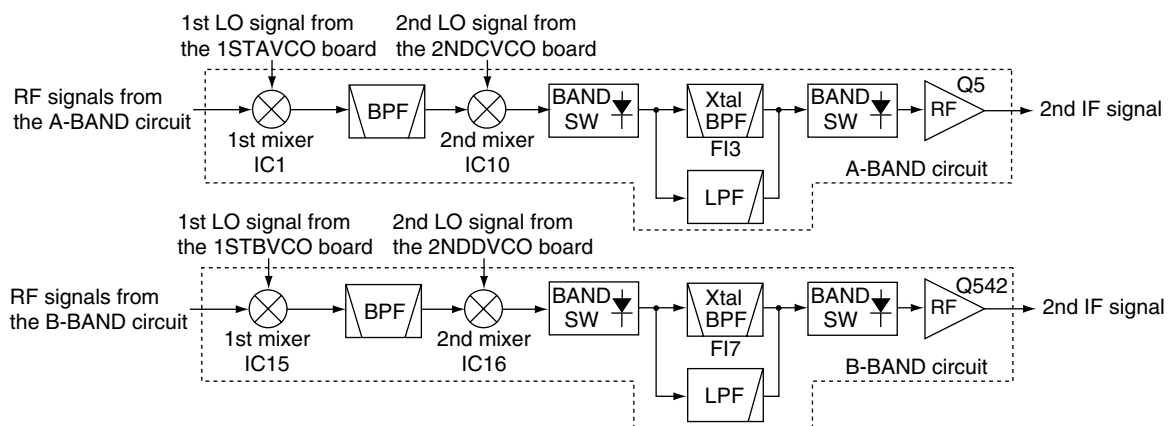 1st LO signal from
the 1STAVCO board
2nd LO signal from
the 2NDCVCO board
RF signals from
the A-BAND circuit
1st mixer
IC1
BPF
2nd mixer
IC10
BAND
SW
Xtal
BPF
FI3
LPF
BAND
SW
Q5
RF
2nd IF signal
A-BAND circuit
1st LO signal from
the 1STBVCO board
2nd LO signal from
the 2NDDVCO board
RF signals from
the B-BAND circuit
1st mixer
IC15
BPF
2nd mixer
IC16
BAND
SW
Xtal
BPF
FI7
LPF
BAND
SW
Q542
RF
2nd IF signal
B-BAND circuit